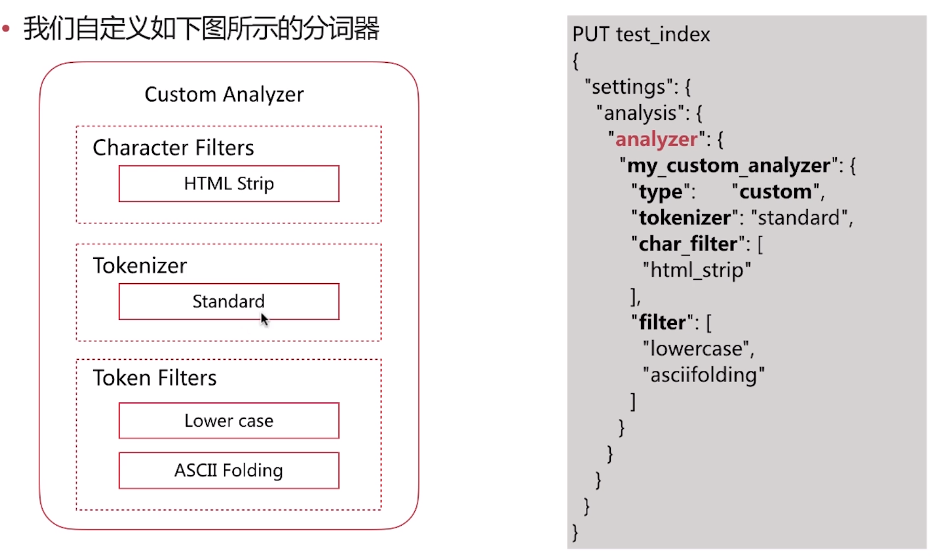 • 我们自定义如下图所示的分词器
Custom Analyzer
Character Filters
HTML Strip
Tokenizer
Standard
Token Filters
Lower case
ASCII Folding
PUT test_index
{
"settings": {
"analysis": {
"analyzer": {
"my_custom_analyzer": {
"type": "custom",
"tokenizer": "standard",
"char_filter": [
"html_strip"
],
"filter": [
"lowercase",
"asciifolding"
]
}
}
}
}
}